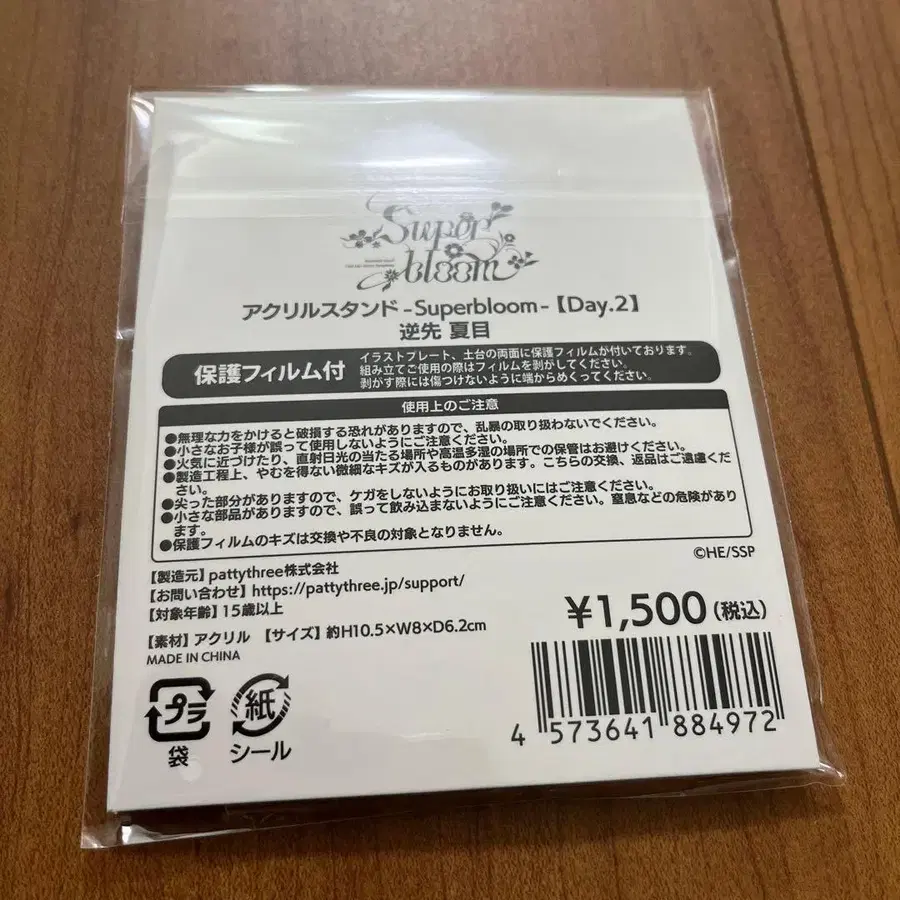 Super
bloom
アクリルスタンド-Superbloom-【Day.2】
逆先 夏目
保護フィルム付
イラストプレート、土台の両面に保護フィルムが付いております。
組み立てご使用の際はフィルムを剥がしてください。
剥がす際には傷つけないように端からめくってください。
使用上のご注意
●無理な力をかけると破損する恐れがありますので、乱暴の取り扱わないでください。
●小さなお子様が誤って使用しないようにご注意ください。
●火気に近づけたり、直射日光の当たる場所や高温多湿の場所での保管はお避けください。
●製造工程上、やむを得ない微細なキズが入るものがあります。こちらの交換、返品はご遠慮くだ
さい。
●尖った部分がありますので、ケガをしないようにお取り扱いにはご注意ください。
●小さな部品がありますので、誤って飲み込まないようにご注意ください。窒息などの危険があり
ます。
●保護フィルムのキズは交換や不良の対象となりません。
©HE/SSP
【製造元】pattythree株式会社
【お問い合わせ】https://pattythree.jp/support/
【対象年齢】15歳以上
¥1,500(税込)
【素材】アクリル 【サイズ】約H10.5×W8×D6.2cm
MADE IN CHINA
プラ
袋
紙
シール
4 573641 884972